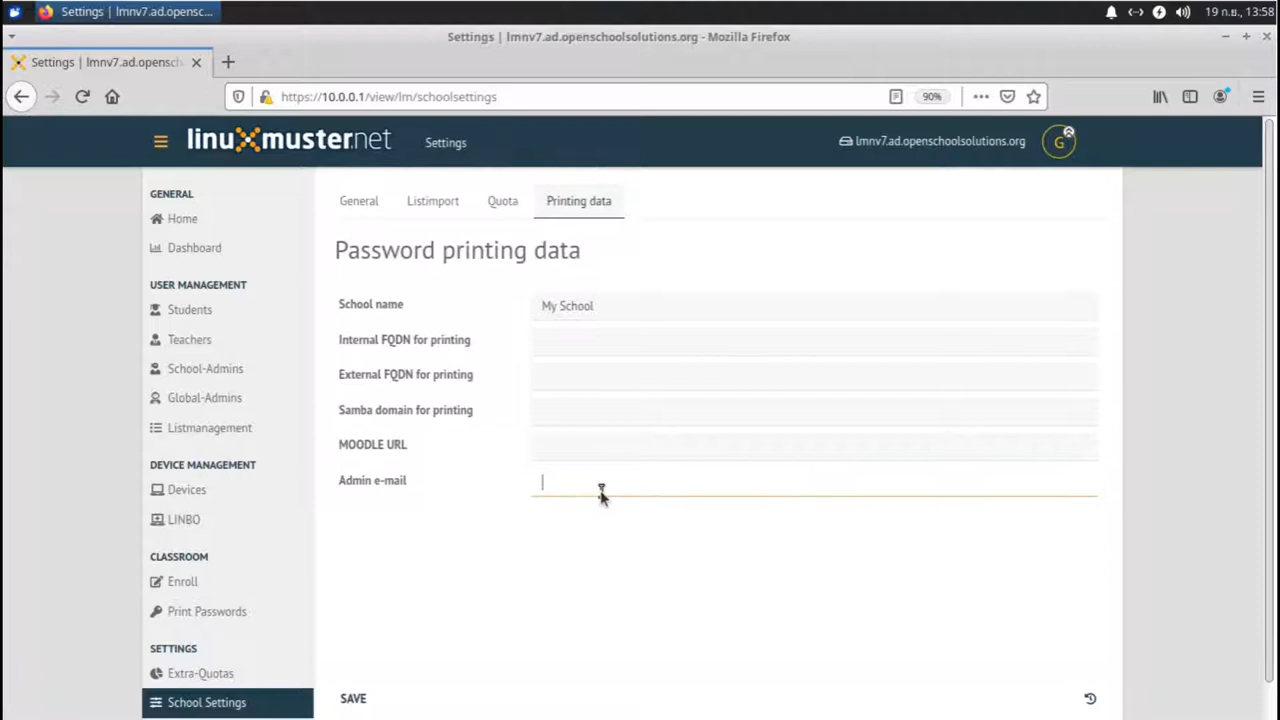 Settings | lmnv7.ad.opensc...
19 ก.ย., 13:58
Settings | lmnv7.ad.openschoolsolutions.org - Mozilla Firefox
Settings | lmnv7.ad.opensch
https://10.0.0.1/view/lm/schoolsettings
90%
linuxmuster.net
Settings
lmnv7.ad.openschoolsolutions.org
G
GENERAL
Home
Dashboard
USER MANAGEMENT
Students
Teachers
School-Admins
Global-Admins
Listmanagement
DEVICE MANAGEMENT
Devices
LINBO
CLASSROOM
Enroll
Print Passwords
SETTINGS
Extra-Quotas
School Settings
General
Listimport
Quota
Printing data
Password printing data
School name
My School
Internal FQDN for printing
External FQDN for printing
Samba domain for printing
MOODLE URL
Admin e-mail
SAVE